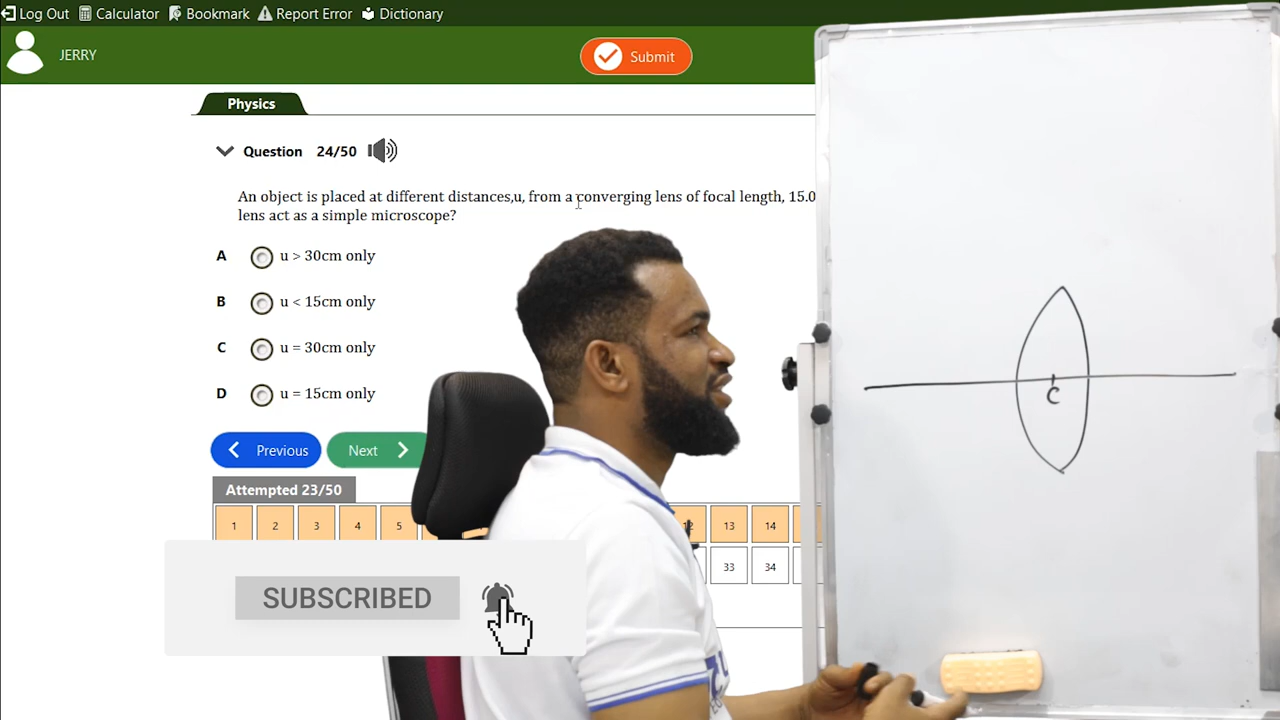 Log Out Calculator Bookmark Report Error Dictionary
JERRY
Submit
Physics
Question 24/50
An object is placed at different distances,u, from a converging lens of focal length, 15.0
lens act as a simple microscope?
A u > 30cm only
B u < 15cm only
C u = 30cm only
D u = 15cm only
Previous Next
Attempted 23/50
1 2 3 4 5 12 13 14
33 34
SUBSCRIBED
C